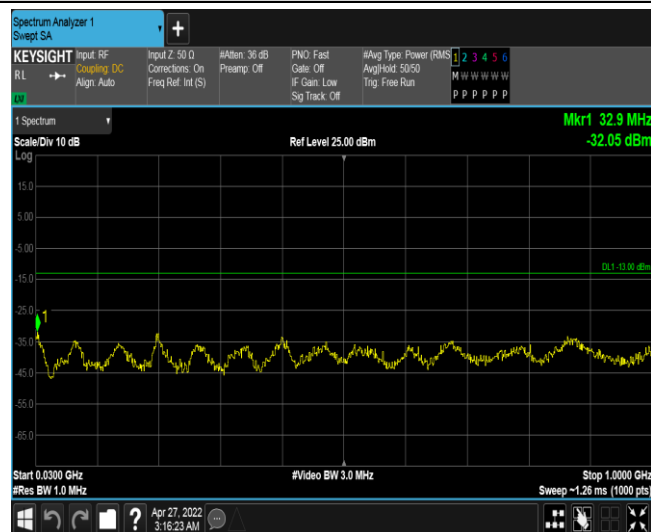 Spectrum Analyzer 1
Swept SA
KEYSIGHT
RL
Input: RF
Coupling: DC
Align: Auto
Input Z: 50 Ω
Corrections: On
Freq Ref: Int (S)
#Atten: 36 dB
Preamp: Off
PNO: Fast
Gate: Off
IF Gain: Low
Sig Track: Off
#Avg Type: Power (RMS
Avg|Hold: 50/50
Trig: Free Run
1 2 3 4 5 6
M W W W W W
P P P P P P
1 Spectrum
Mkr1 32.9 MHz
Scale/Div 10 dB
Ref Level 25.00 dBm
-32.05 dBm
Log
15.0
5.00
-5.00
DL1 -13.00 dBm
-15.0
-25.0
1
-35.0
-45.0
-55.0
-65.0
Start 0.0300 GHz
#Video BW 3.0 MHz
Stop 1.0000 GHz
#Res BW 1.0 MHz
Sweep ~1.26 ms (1000 pts)
Apr 27, 2022
3:16:23 AM